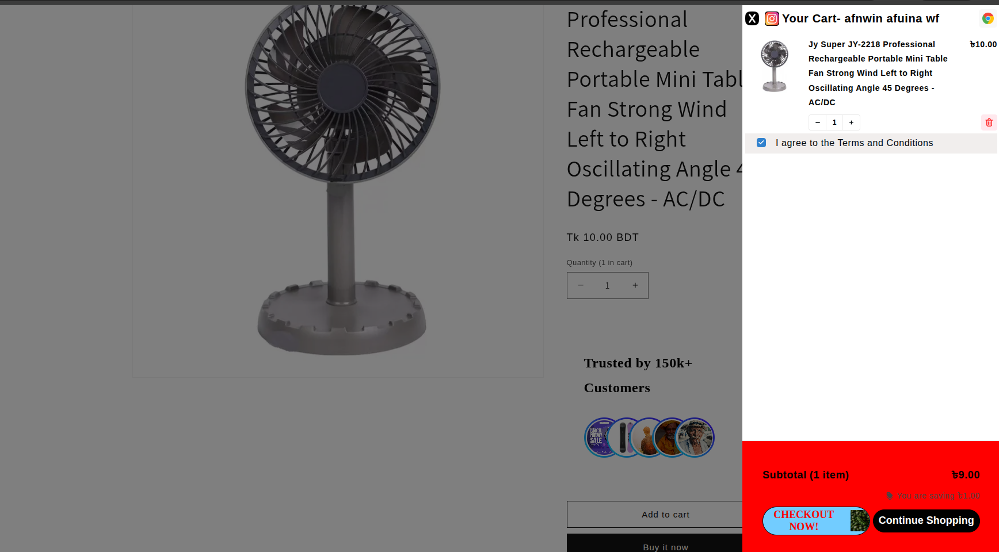 Professional
Rechargeable
Portable Mini Tabl
Fan Strong Wind
Left to Right
Oscillating Angle 4
Degrees - AC/DC
Tk 10.00 BDT
Quantity (1 in cart)
− 1 +
Trusted by 150k+
Customers
Black
Friday
SALE
Add to cart
Buy it now
Your Cart- afnwin afuina wf
Jy Super JY-2218 Professional ৳10.00
Rechargeable Portable Mini Table
Fan Strong Wind Left to Right
Oscillating Angle 45 Degrees -
AC/DC
− 1 +
I agree to the Terms and Conditions
Subtotal (1 item) ৳9.00
You are saving ৳1.00
CHECKOUT
NOW!
Continue Shopping